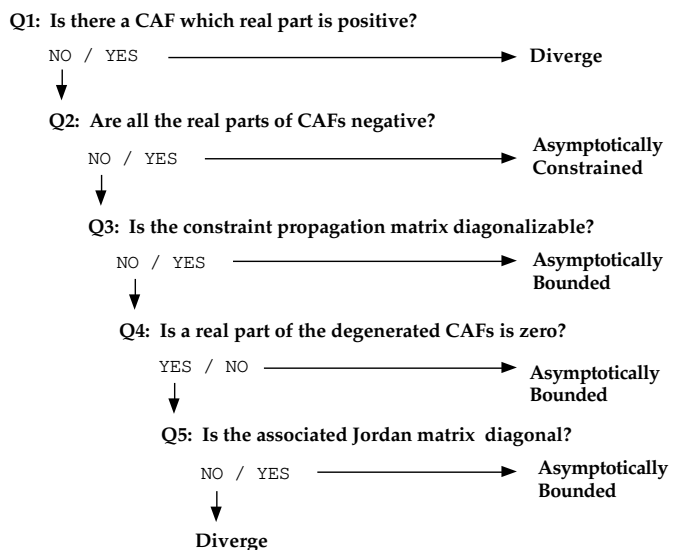 Q1: Is there a CAF which real part is positive?
NO / YES
Diverge
Q2: Are all the real parts of CAFs negative?
NO / YES
Asymptotically
Constrained
Q3: Is the constraint propagation matrix diagonalizable?
NO / YES
Asymptotically
Bounded
Q4: Is a real part of the degenerated CAFs is zero?
YES / NO
Asymptotically
Bounded
Q5: Is the associated Jordan matrix diagonal?
NO / YES
Asymptotically
Bounded
Diverge